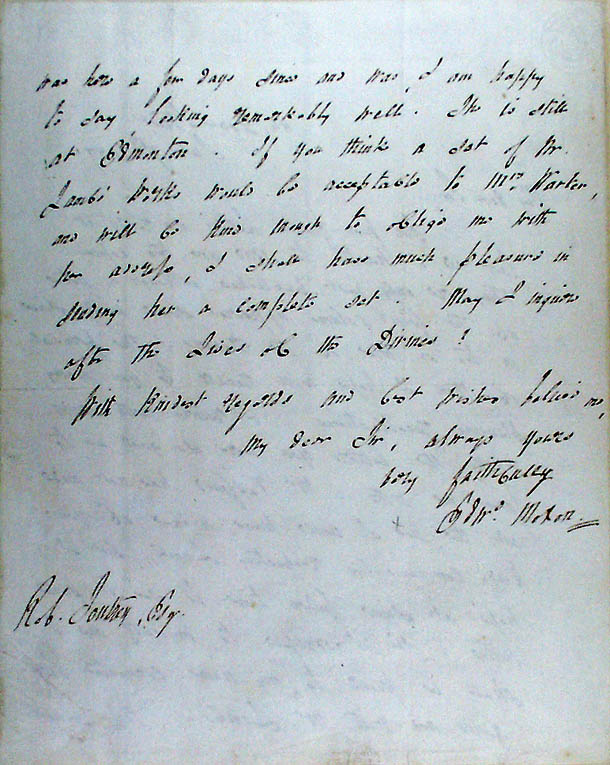 was here a few days since and was, I am happy
to say looking remarkably well. She is still
at Edmonton. If you think a set of Mr.
Lamb's Works would be acceptable to Mrs. Warter,
and will be kind enough to oblige me with
her address, I shall have much pleasure in
sending her a complete set. May I inquire
after the Lives of the Divines?
With kindest regards and best wishes believe me,
My dear Sir, always yours
very faithfully
Edwd. Moxon
Rob. Southey, Esq.